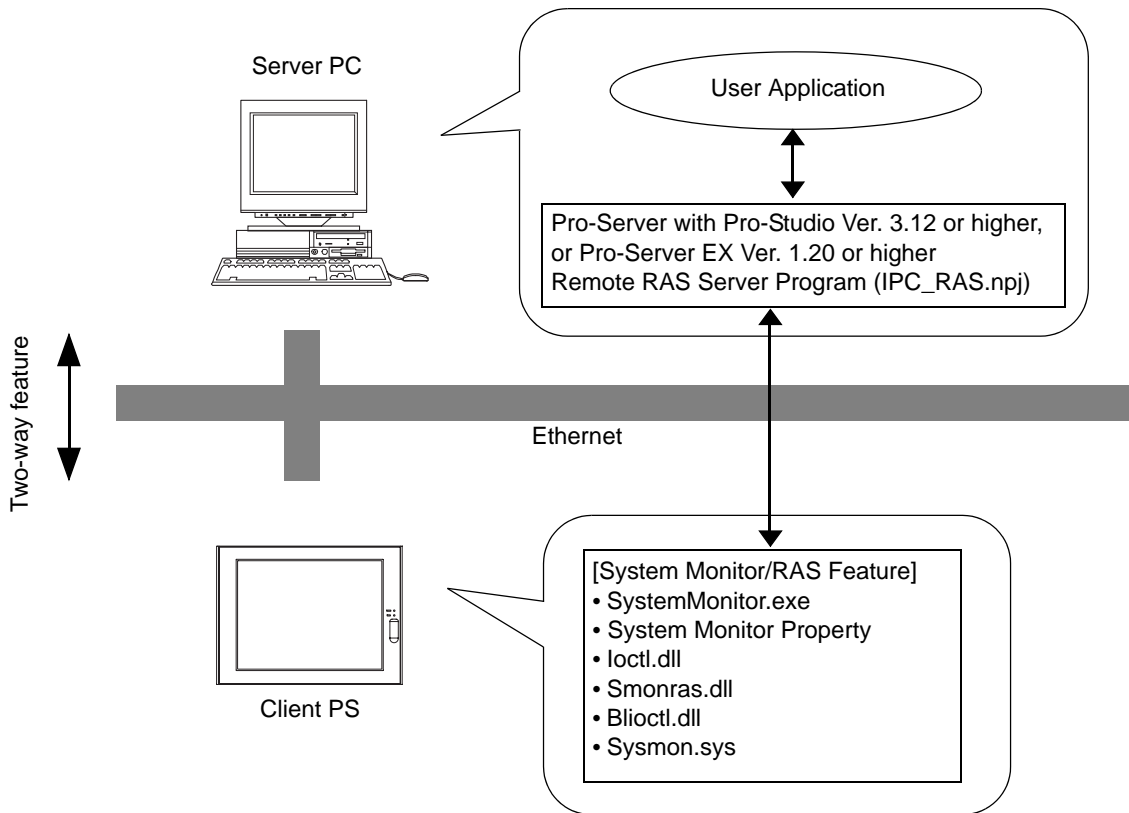 Server PC
User Application
Pro-Server with Pro-Studio Ver. 3.12 or higher,
or Pro-Server EX Ver. 1.20 or higher
Remote RAS Server Program (IPC_RAS.npj)
Two-way feature
Ethernet
Client PS
[System Monitor/RAS Feature]
• SystemMonitor.exe
• System Monitor Property
• Ioctl.dll
• Smonras.dll
• Blioctl.dll
• Sysmon.sys